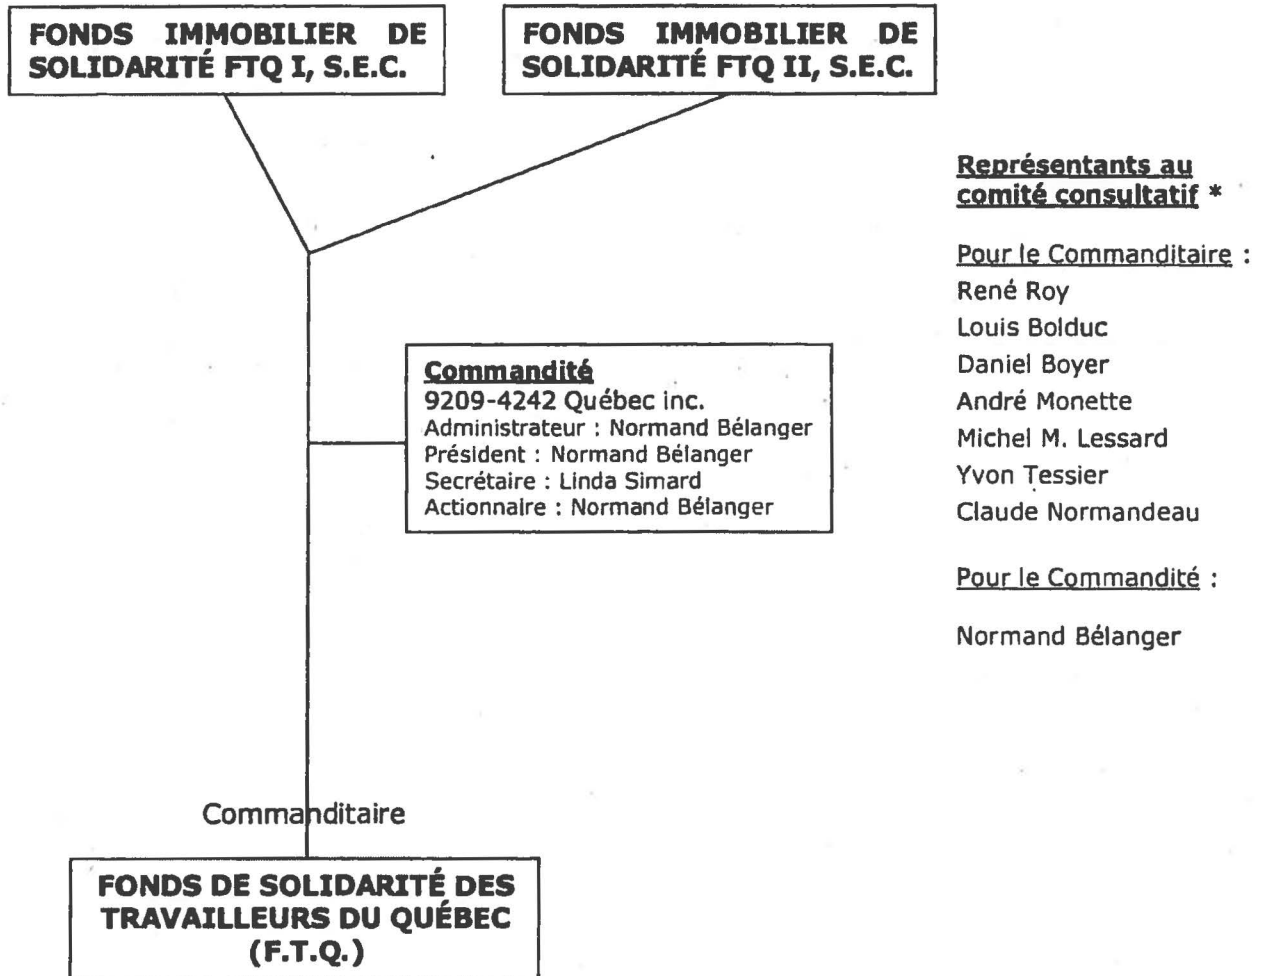 FONDS IMMOBILIER DE
SOLIDARITÉ FTQ I, S.E.C.
FONDS IMMOBILIER DE
SOLIDARITÉ FTQ II, S.E.C.
Représentants au
comité consultatif *
Pour le Commanditaire :
René Roy
Louis Bolduc
Daniel Boyer
André Monette
Michel M. Lessard
Yvon Tessier
Claude Normandeau
Pour le Commandité :
Normand Bélanger
Commandité
9209-4242 Québec inc.
Administrateur : Normand Bélanger
Président : Normand Bélanger
Secrétaire : Linda Simard
Actionnaire : Normand Bélanger
Commanditaire
FONDS DE SOLIDARITÉ DES
TRAVAILLEURS DU QUÉBEC
(F.T.Q.)